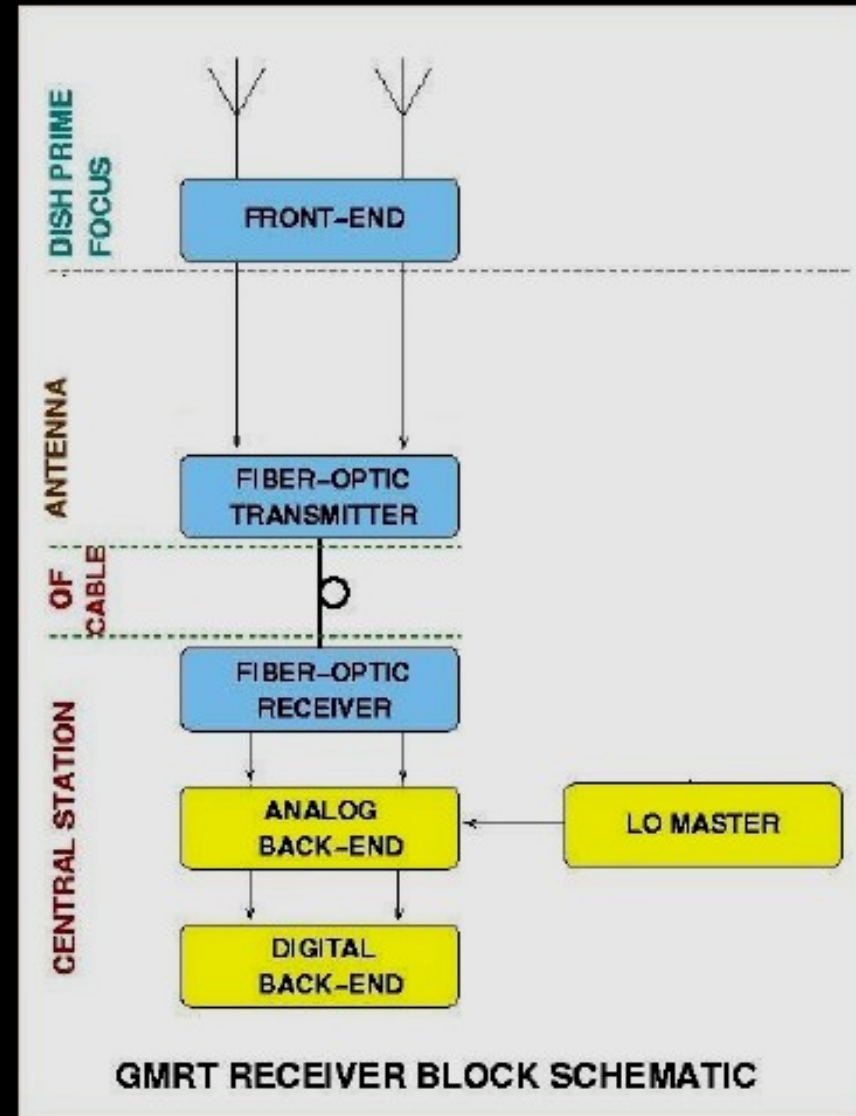 DISH PRIME
FOCUS
FRONT-END
ANTENNA
FIBER-OPTIC
TRANSMITTER
OF
CABLE
CENTRAL STATION
FIBER-OPTIC
RECEIVER
ANALOG
BACK-END
LO MASTER
DIGITAL
BACK-END
GMRT RECEIVER BLOCK SCHEMATIC